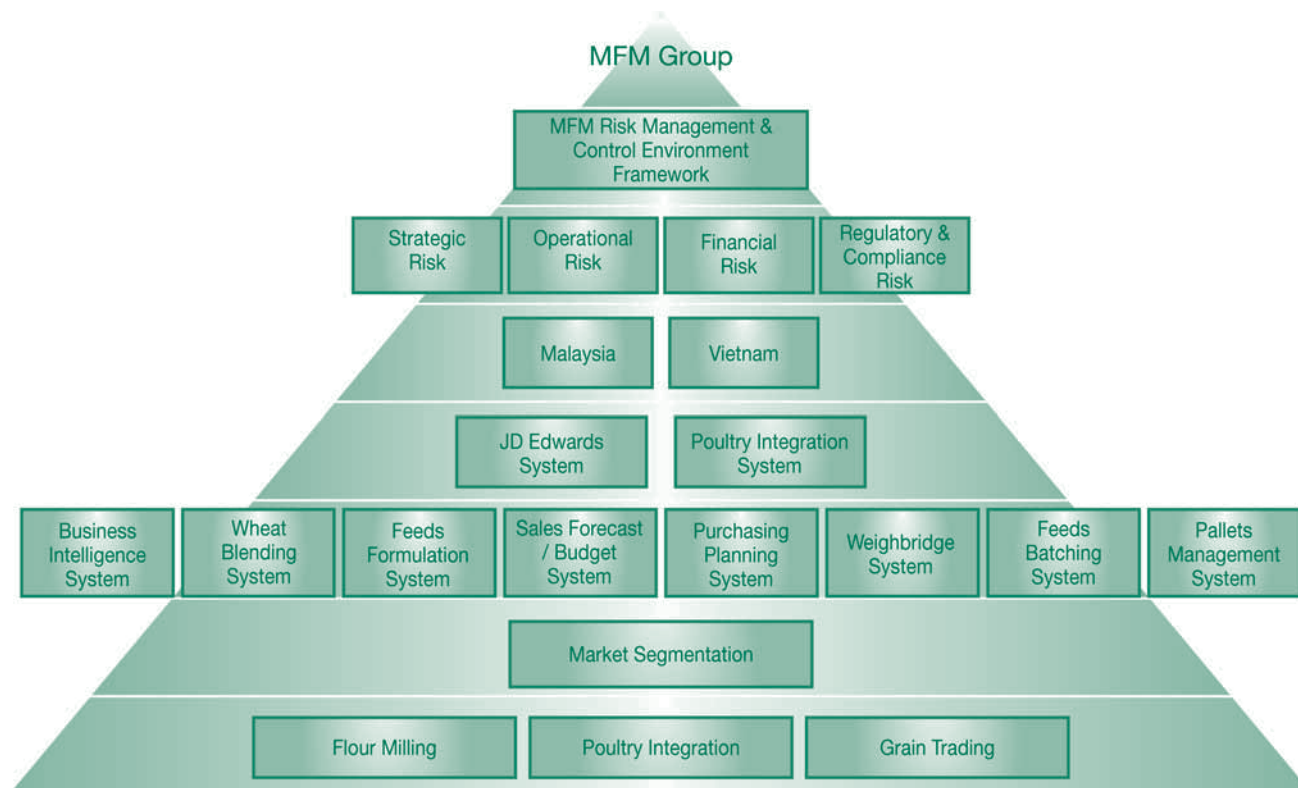 MFM Group
MFM Risk Management &
Control Environment
Framework
Strategic
Risk
Operational
Risk
Financial
Risk
Regulatory &
Compliance
Risk
Malaysia
Vietnam
JD Edwards
System
Poultry Integration
System
Business
Intelligence
System
Wheat
Blending
System
Feeds
Formulation
System
Sales Forecast
/ Budget
System
Purchasing
Planning
System
Weighbridge
System
Feeds
Batching
System
Pallets
Management
System
Market Segmentation
Flour Milling
Poultry Integration
Grain Trading